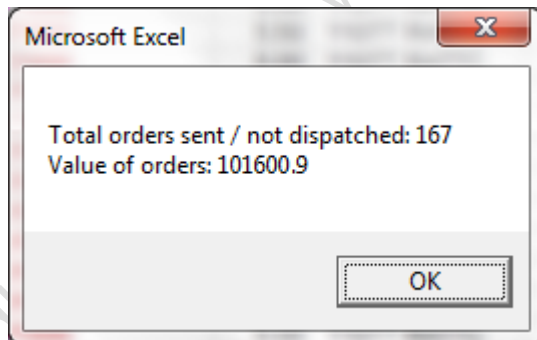 Microsoft Excel
Total orders sent / not dispatched: 167
Value of orders: 101600.9
OK